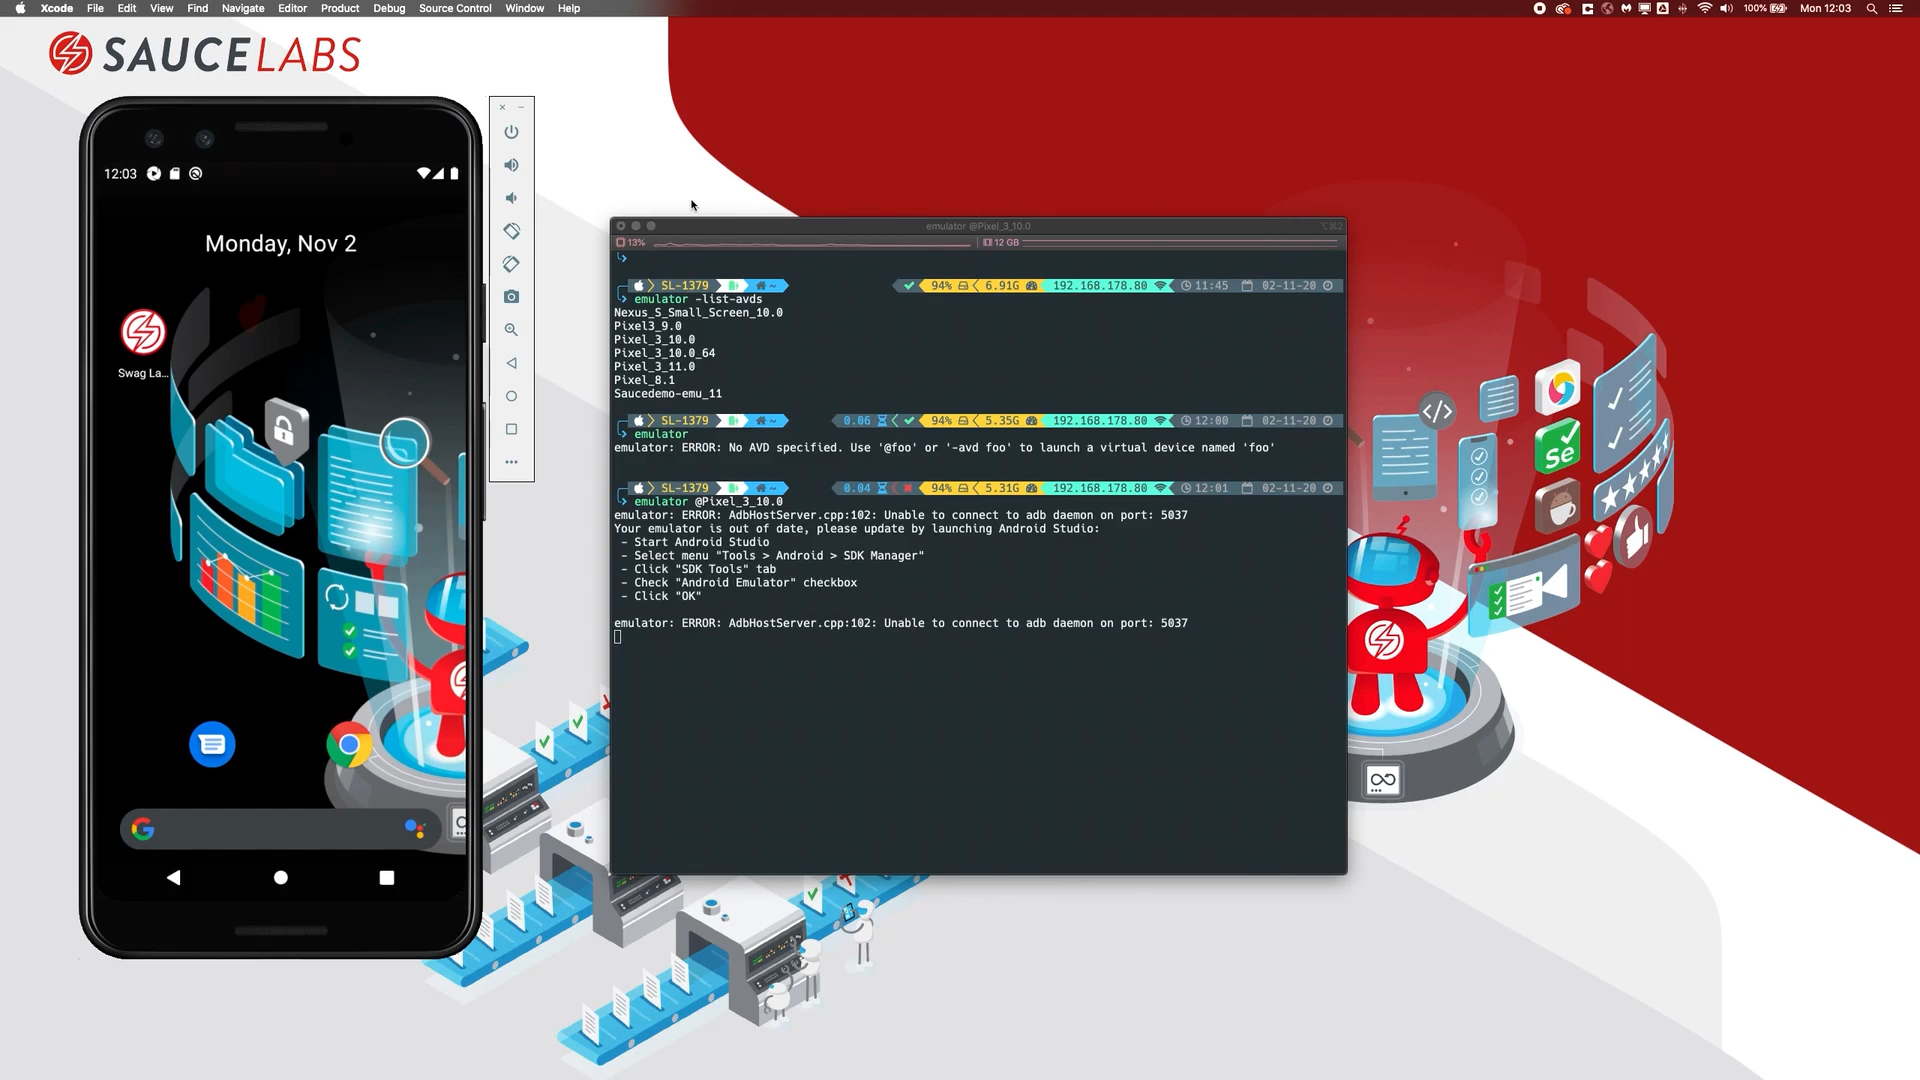 Xcode File Edit View Find Navigate Editor Product Debug Source Control Window Help
100% Mon 12:03
SAUCELABS
12:03
Monday, Nov 2
Swag La...
emulator @Pixel_3_10.0
⌥⌘2
13% 12 GB
SL-1379 ~ 94% 6.91G 192.168.178.80 11:45 02-11-20
emulator -list-avds
Nexus_S_Small_Screen_10.0
Pixel3_9.0
Pixel_3_10.0
Pixel_3_10.0_64
Pixel_3_11.0
Pixel_8.1
Saucedemo-emu_11
SL-1379 ~ 0.06 94% 5.35G 192.168.178.80 12:00 02-11-20
emulator
emulator: ERROR: No AVD specified. Use '@foo' or '-avd foo' to launch a virtual device named 'foo'
SL-1379 ~ 0.04 94% 5.31G 192.168.178.80 12:01 02-11-20
emulator @Pixel_3_10.0
emulator: ERROR: AdbHostServer.cpp:102: Unable to connect to adb daemon on port: 5037
Your emulator is out of date, please update by launching Android Studio:
- Start Android Studio
- Select menu "Tools > Android > SDK Manager"
- Click "SDK Tools" tab
- Check "Android Emulator" checkbox
- Click "OK"
emulator: ERROR: AdbHostServer.cpp:102: Unable to connect to adb daemon on port: 5037
</>
Se